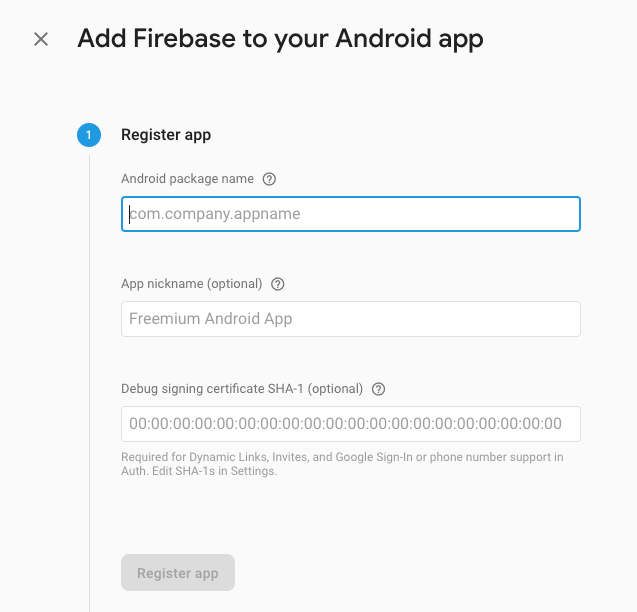 Add Firebase to your Android app
1 Register app
Android package name ?
com.company.appname
App nickname (optional) ?
Freemium Android App
Debug signing certificate SHA-1 (optional) ?
00:00:00:00:00:00:00:00:00:00:00:00:00:00:00:00:00:00:00:00
Required for Dynamic Links, Invites, and Google Sign-In or phone number support in
Auth. Edit SHA-1s in Settings.
Register app